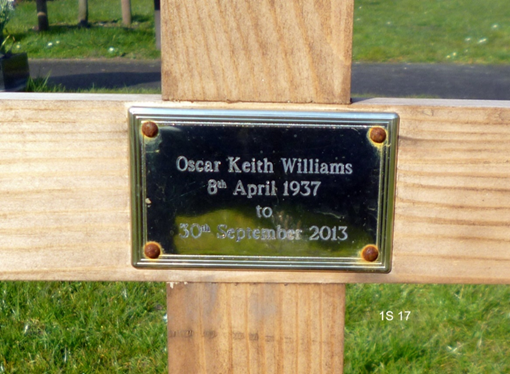 Oscar Keith Williams
8th April 1937
to
30th September 2013
1S 17